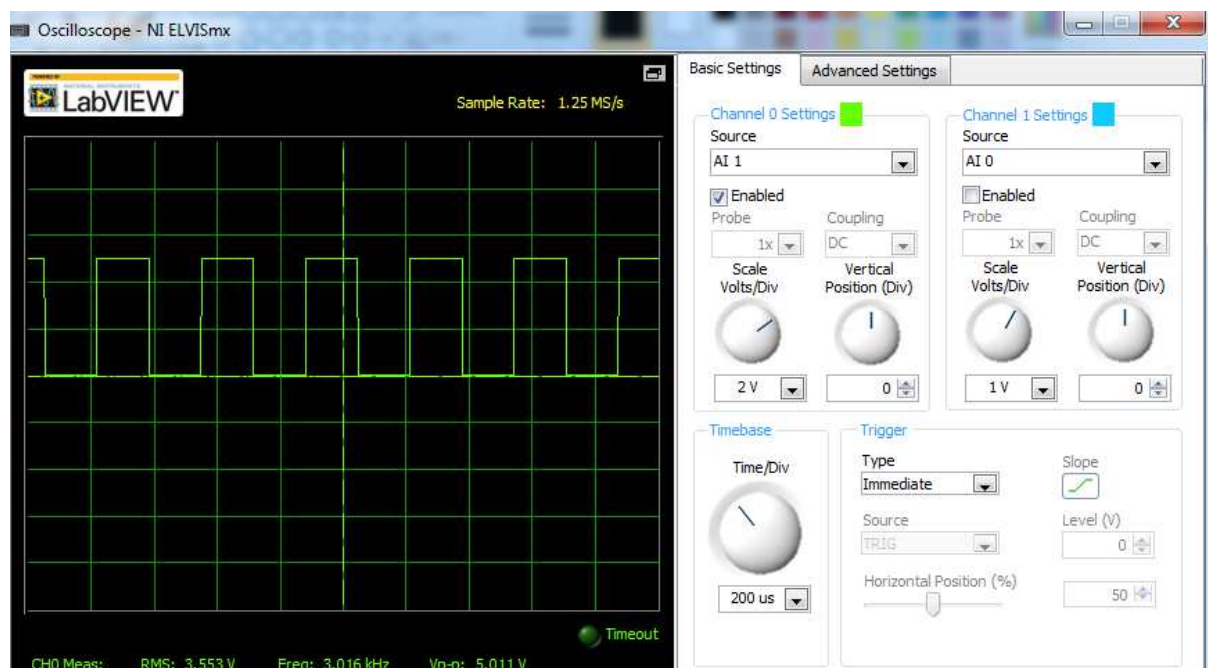 Oscilloscope - NI ELVISmx
POWERED BY
LabVIEW
Sample Rate: 1.25 MS/s
Timeout
CH0 Meas: RMS: 3.553 V Freq: 3.016 kHz Vp-p: 5.011 V
Basic Settings Advanced Settings
Channel 0 Settings
Source
AI 1
Enabled
Probe Coupling
1x DC
Scale Vertical
Volts/Div Position (Div)
2 V 0
Channel 1 Settings
Source
AI 0
Enabled
Probe Coupling
1x DC
Scale Vertical
Volts/Div Position (Div)
1 V 0
Timebase
Time/Div
200 us
Trigger
Type Slope
Immediate
Source Level (V)
TRIG 0
Horizontal Position (%)
50